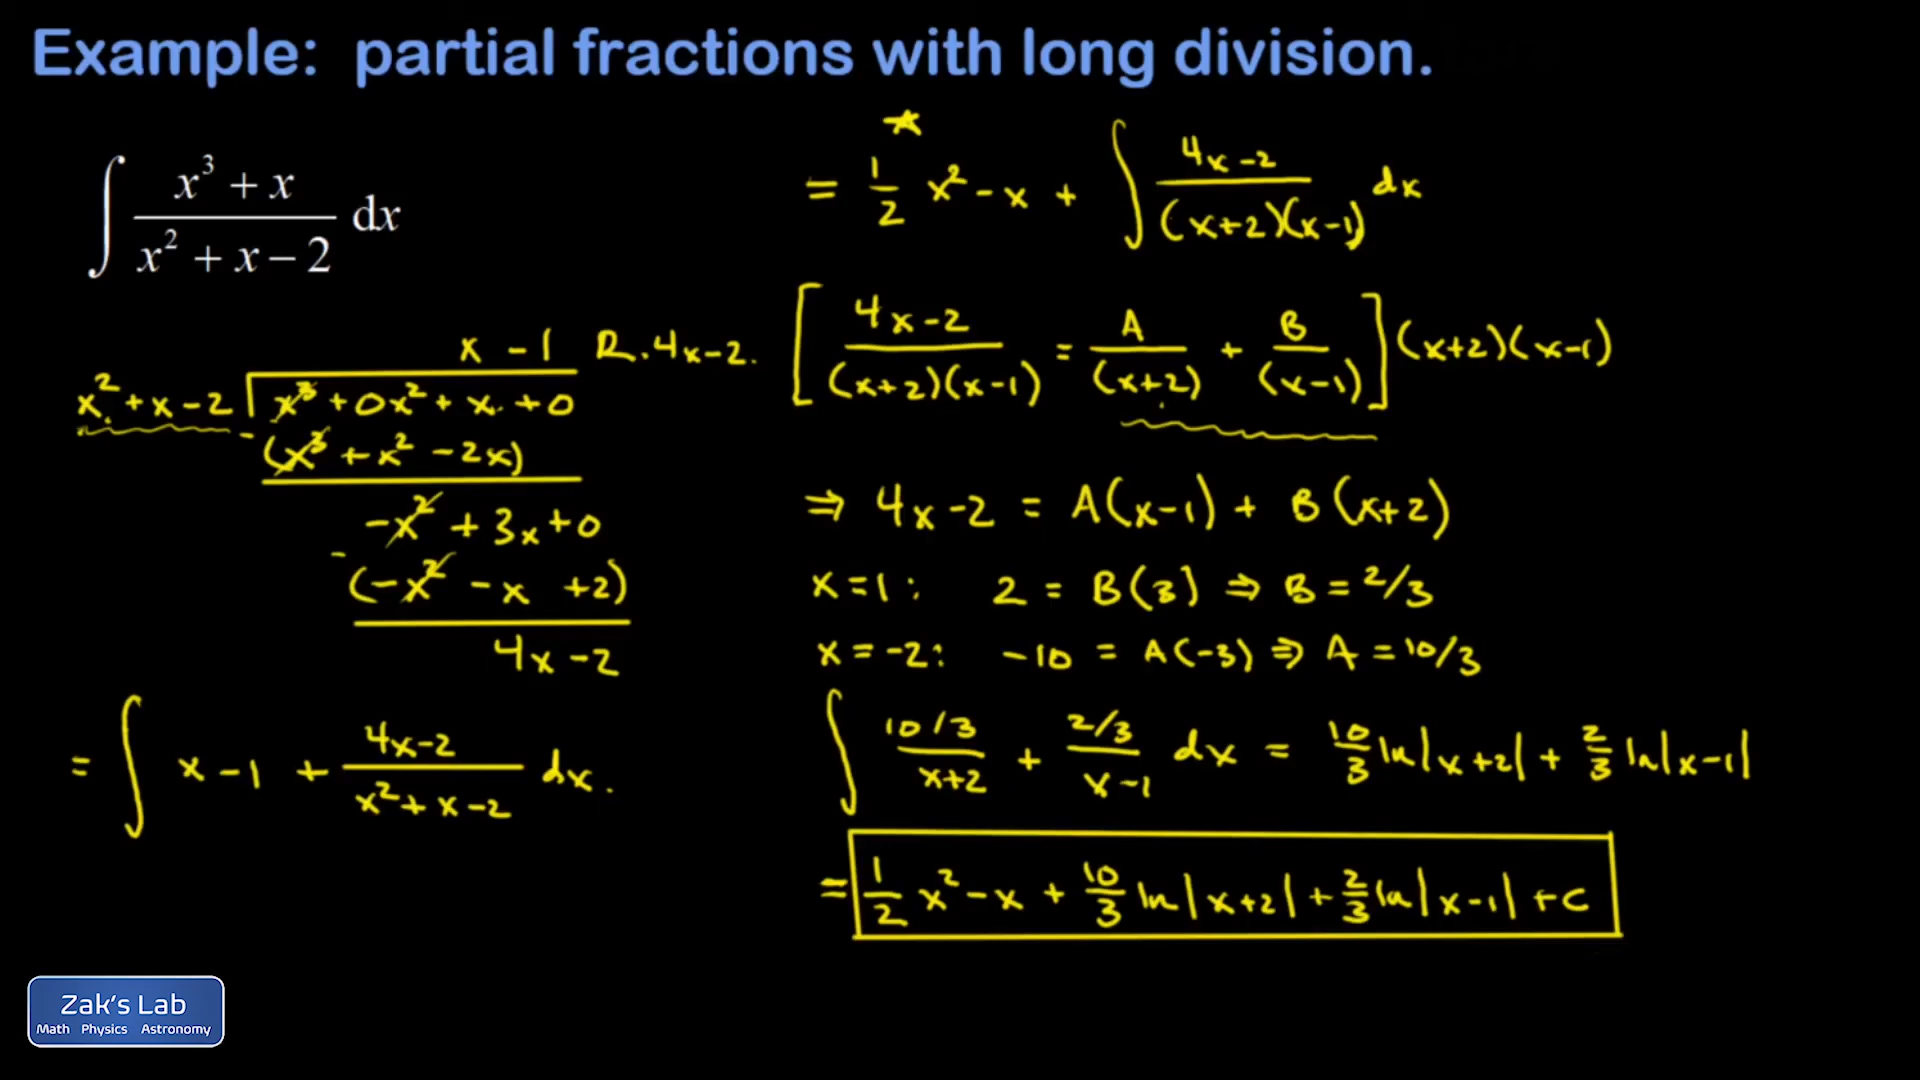 Example: partial fractions with long division.
∫ (x³ + x)/(x² + x − 2) dx
x − 1 R. 4x−2.
x² + x − 2 | x³ + 0x² + x + 0
−(x³ + x² − 2x)
−x² + 3x + 0
−(−x² − x + 2)
4x − 2
= ∫ x − 1 + (4x−2)/(x² + x − 2) dx.
★
= 1/2 x² − x + ∫ (4x−2)/((x+2)(x−1)) dx
[ (4x−2)/((x+2)(x−1)) = A/(x+2) + B/(x−1) ] (x+2)(x−1)
⇒ 4x−2 = A(x−1) + B(x+2)
x = 1: 2 = B(3) ⇒ B = 2/3
x = −2: −10 = A(−3) ⇒ A = 10/3
∫ (10/3)/(x+2) + (2/3)/(x−1) dx = 10/3 ln|x+2| + 2/3 ln|x−1|
= 1/2 x² − x + 10/3 ln|x+2| + 2/3 ln|x−1| + C
Zak's Lab
Math Physics Astronomy